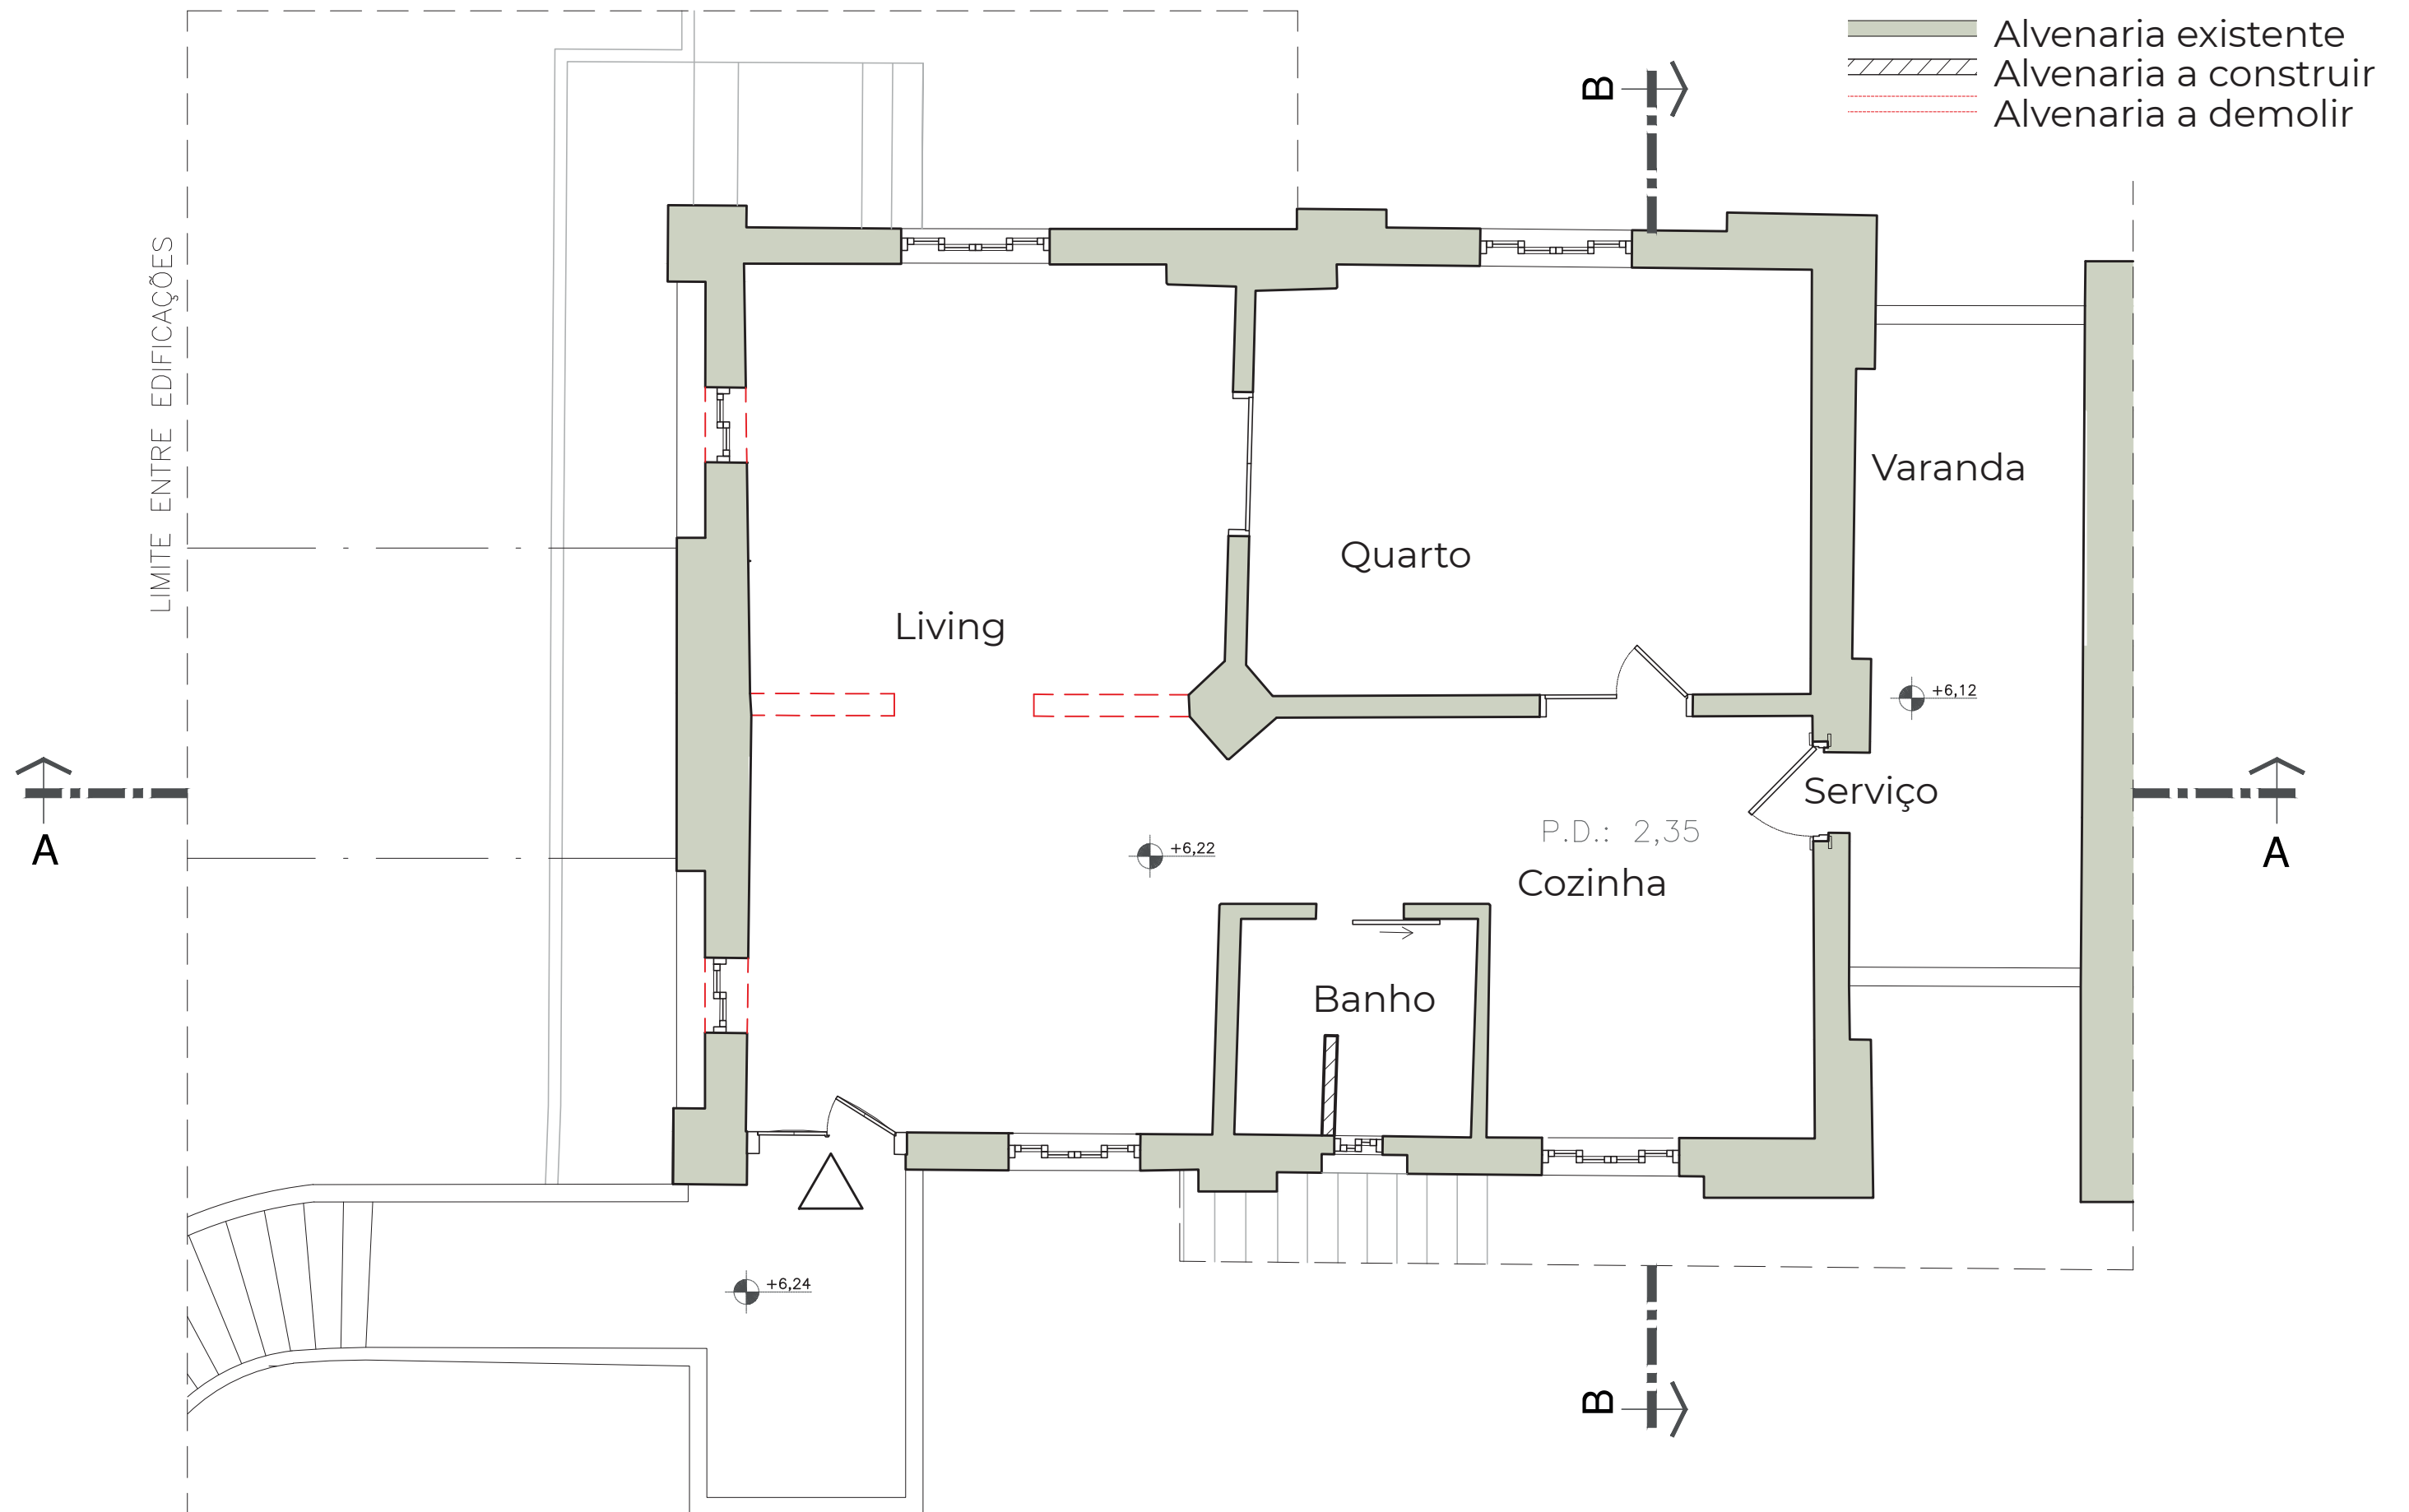 Alvenaria existente
Alvenaria a construir
Alvenaria a demolir
B
LIMITE ENTRE EDIFICAÇÕES
Varanda
Quarto
Living
+6,12
Serviço
A
A
P.D.: 2,35
+6,22
Cozinha
Banho
+6,24
B